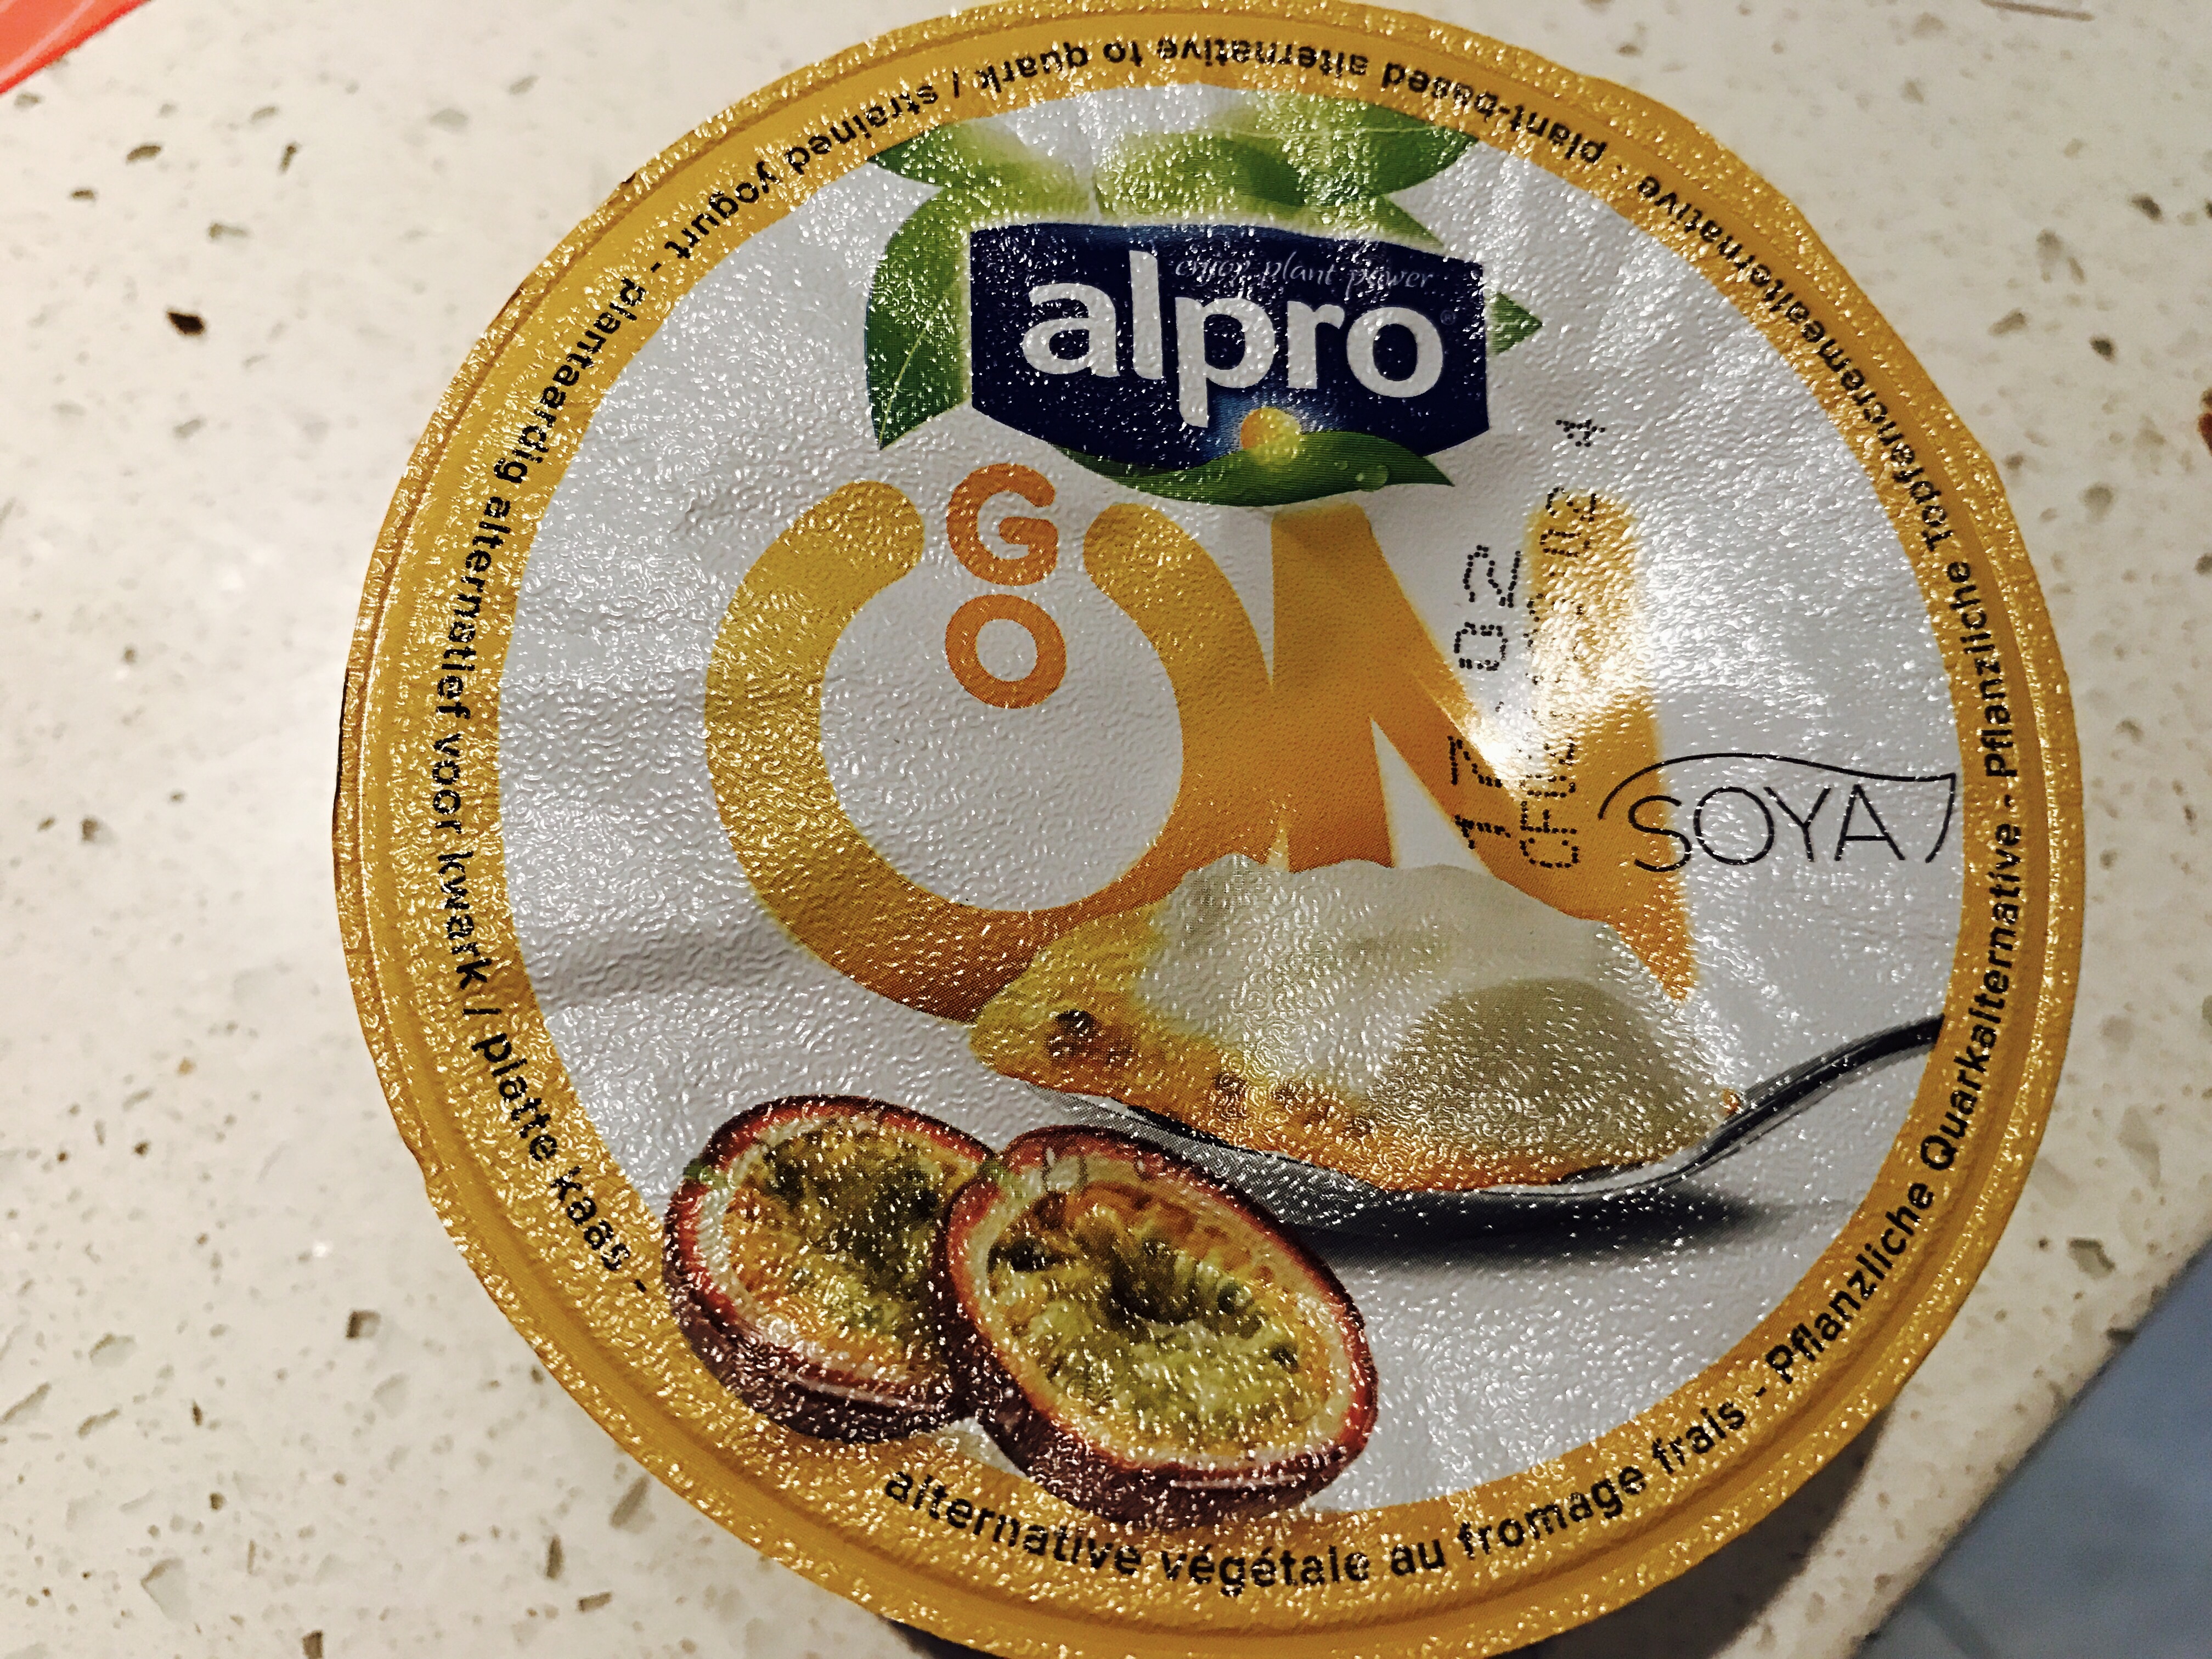 enjoy plant power
alpro®
GO
ON
SOYA
plant-based alternative to quark / strained yogurt - plantaardig alternatief voor kwark / platte kaas -
alternative végétale au fromage frais - Pflanzliche Quarkalternative - Pflanzliche Topfencremealternative -